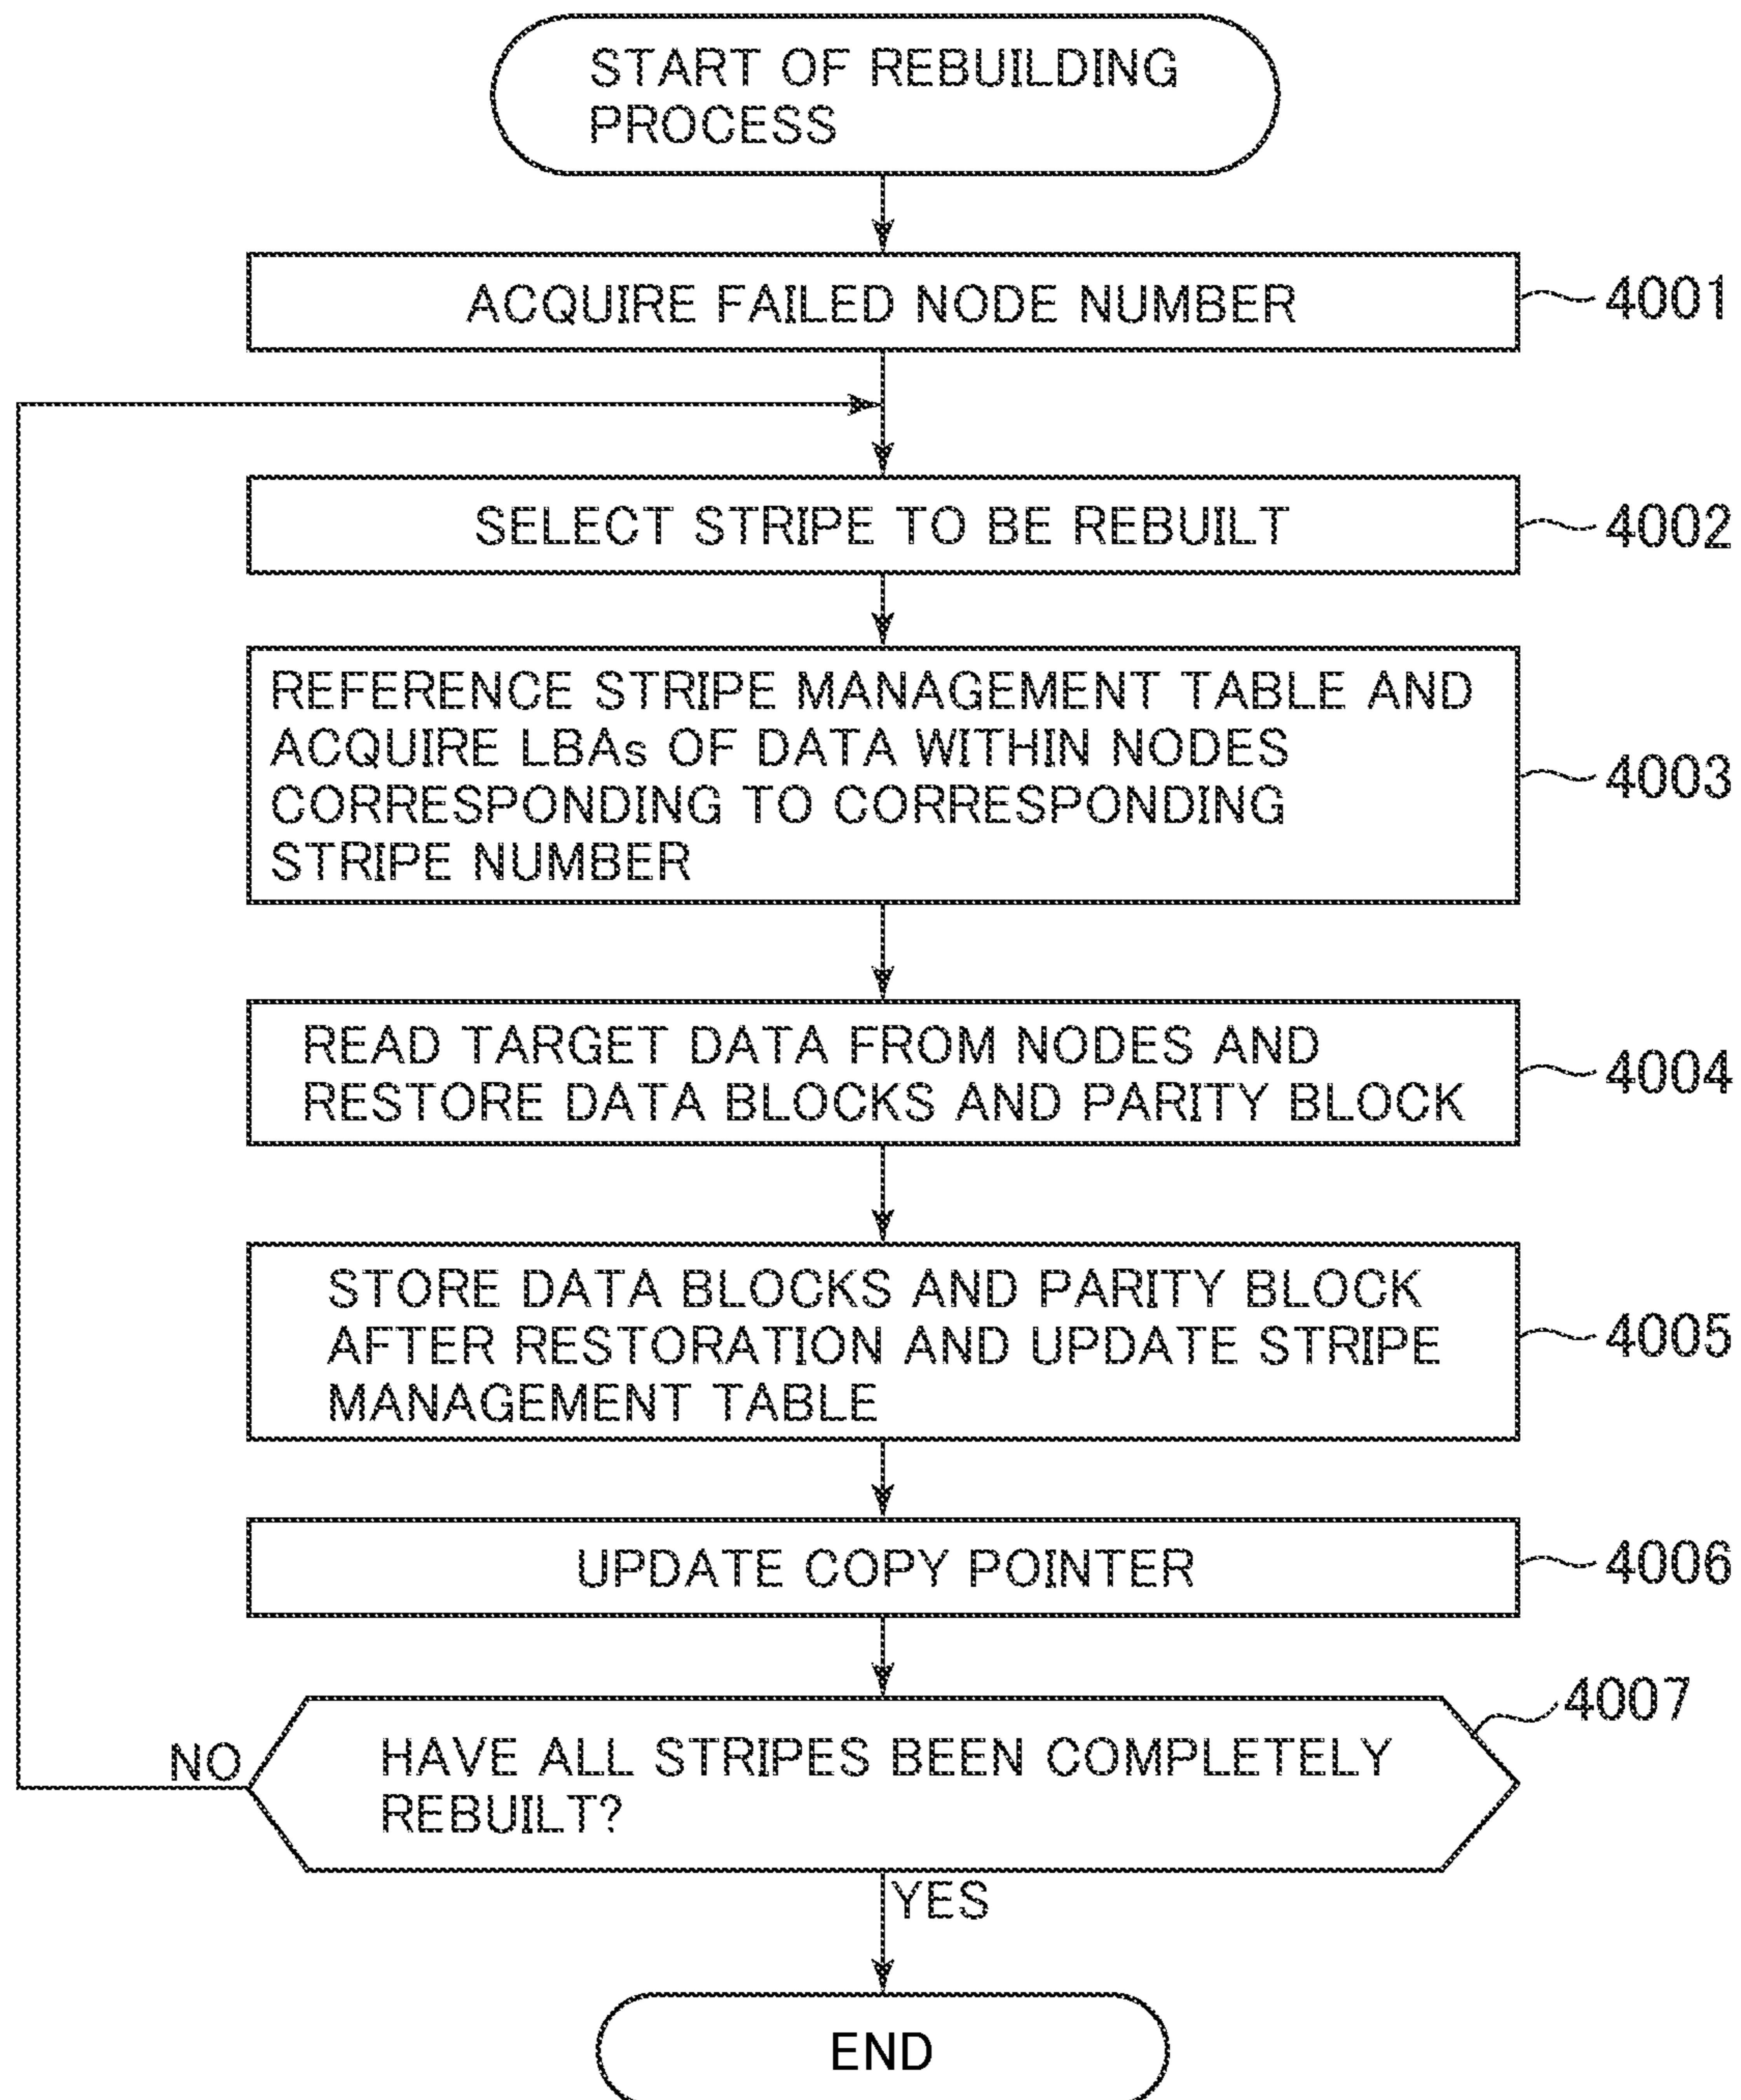 START OF REBUILDING
PROCESS
ACQUIRE FAILED NODE NUMBER
4001
SELECT STRIPE TO BE REBUILT
4002
REFERENCE STRIPE MANAGEMENT TABLE AND
ACQUIRE LBAs OF DATA WITHIN NODES
CORRESPONDING TO CORRESPONDING
STRIPE NUMBER
4003
READ TARGET DATA FROM NODES AND
RESTORE DATA BLOCKS AND PARITY BLOCK
4004
STORE DATA BLOCKS AND PARITY BLOCK
AFTER RESTORATION AND UPDATE STRIPE
MANAGEMENT TABLE
4005
UPDATE COPY POINTER
4006
4007
NO
HAVE ALL STRIPES BEEN COMPLETELY
REBUILT?
YES
END